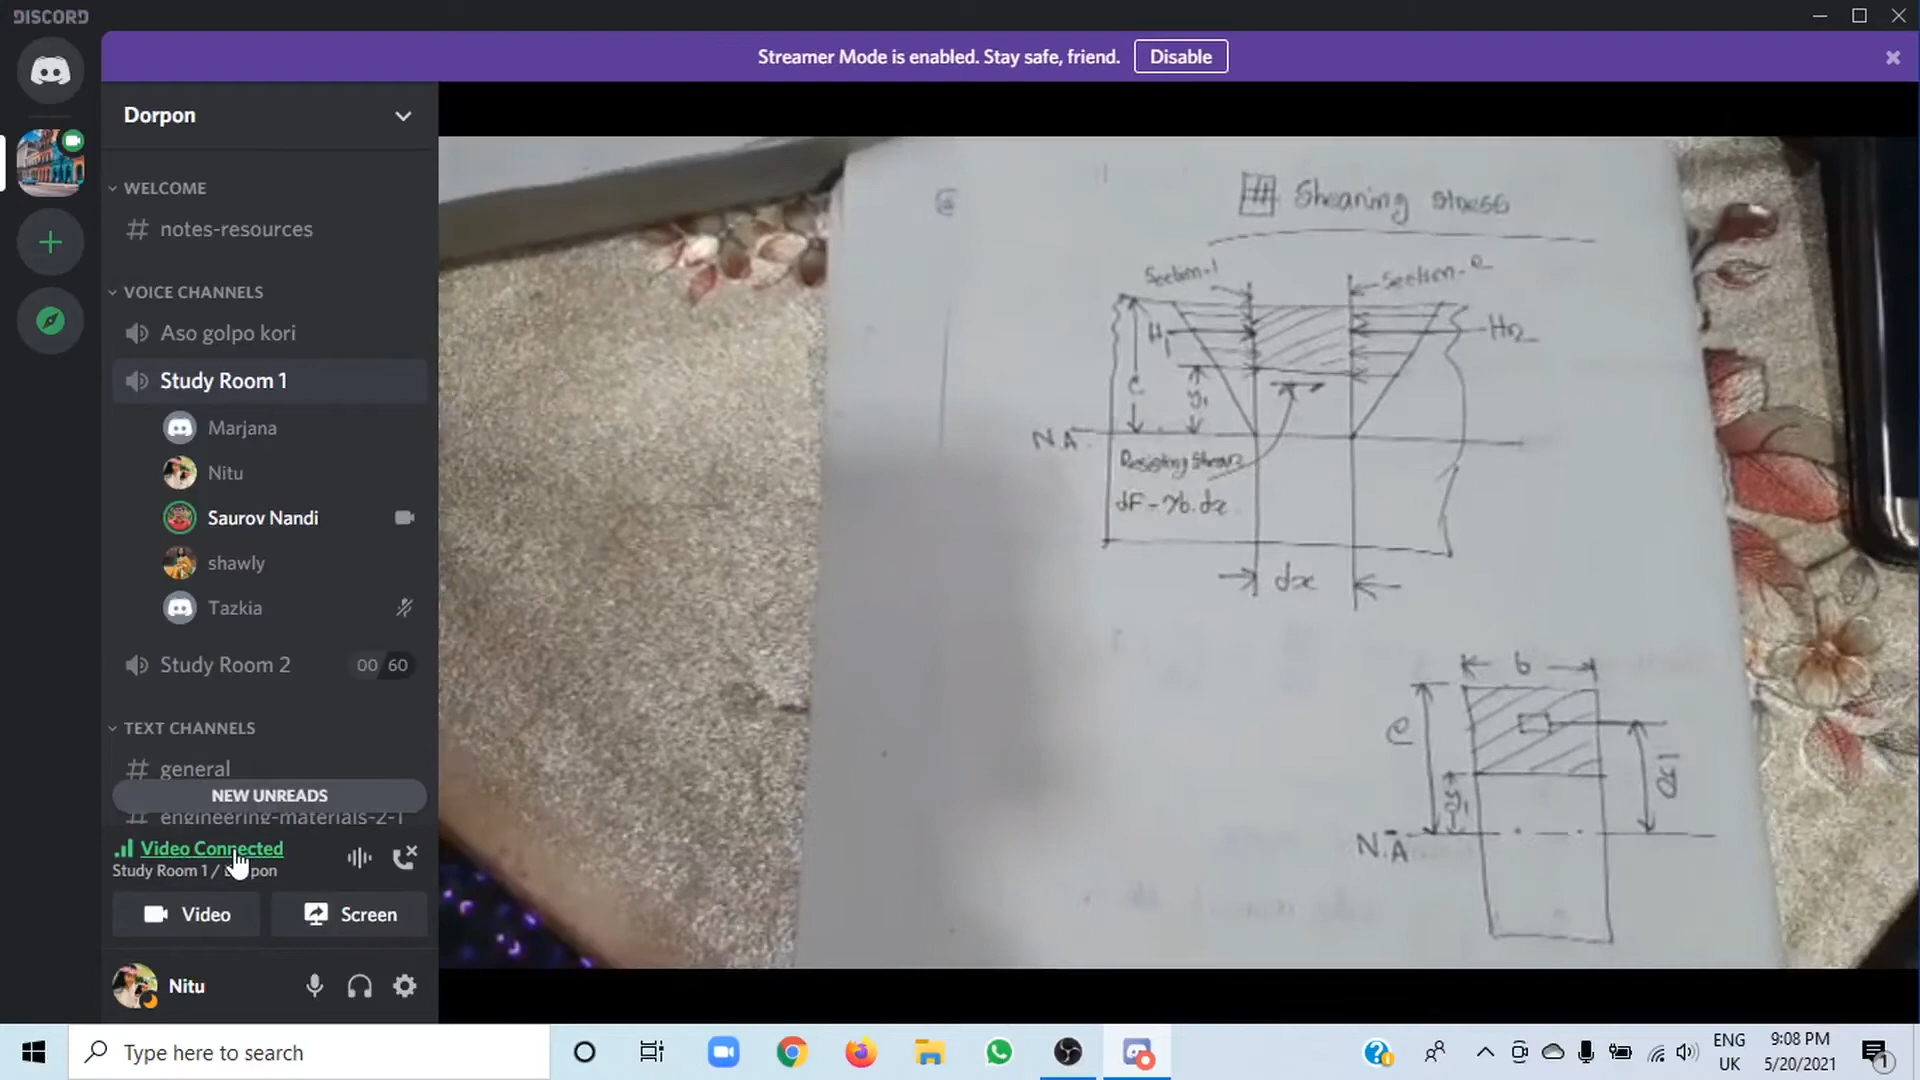 DISCORD
Streamer Mode is enabled. Stay safe, friend.
Disable
Dorpon
WELCOME
# notes-resources
VOICE CHANNELS
Aso golpo kori
Study Room 1
Marjana
Nitu
Saurov Nandi
shawly
Tazkia
Study Room 2
00 60
TEXT CHANNELS
# general
NEW UNREADS
# engineering-materials-2-1
Video Connected
Study Room 1 /
Video
Screen
Nitu
# Shearing stress
Section-1
Section-2
H1
H2
c
y1
N.A
Resisting Shear
dF = τb.dx
dx
b
c
y1
N.A
Type here to search
ENG
UK
9:08 PM
5/20/2021
1